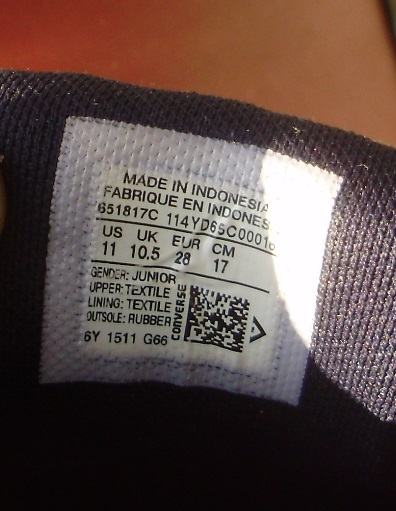 MADE IN INDONESIA
FABRIQUE EN INDONES
651817C
US UK EUR CM
11 10.5 28 17
GENDER: JUNIOR
UPPER: TEXTILE
LINING: TEXTILE
OUTSOLE: RUBBER
CONVERSE
6Y 1511 G66